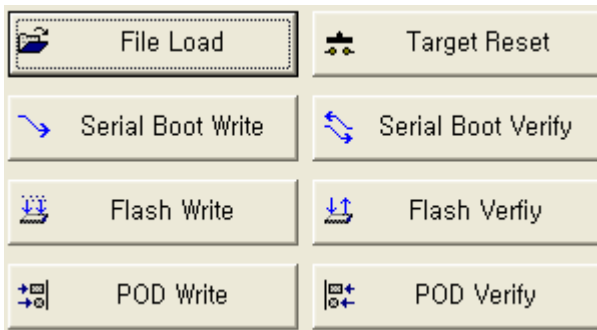 File Load
Target Reset
Serial Boot Write
Serial Boot Verify
Flash Write
Flash Verfiy
POD Write
POD Verify